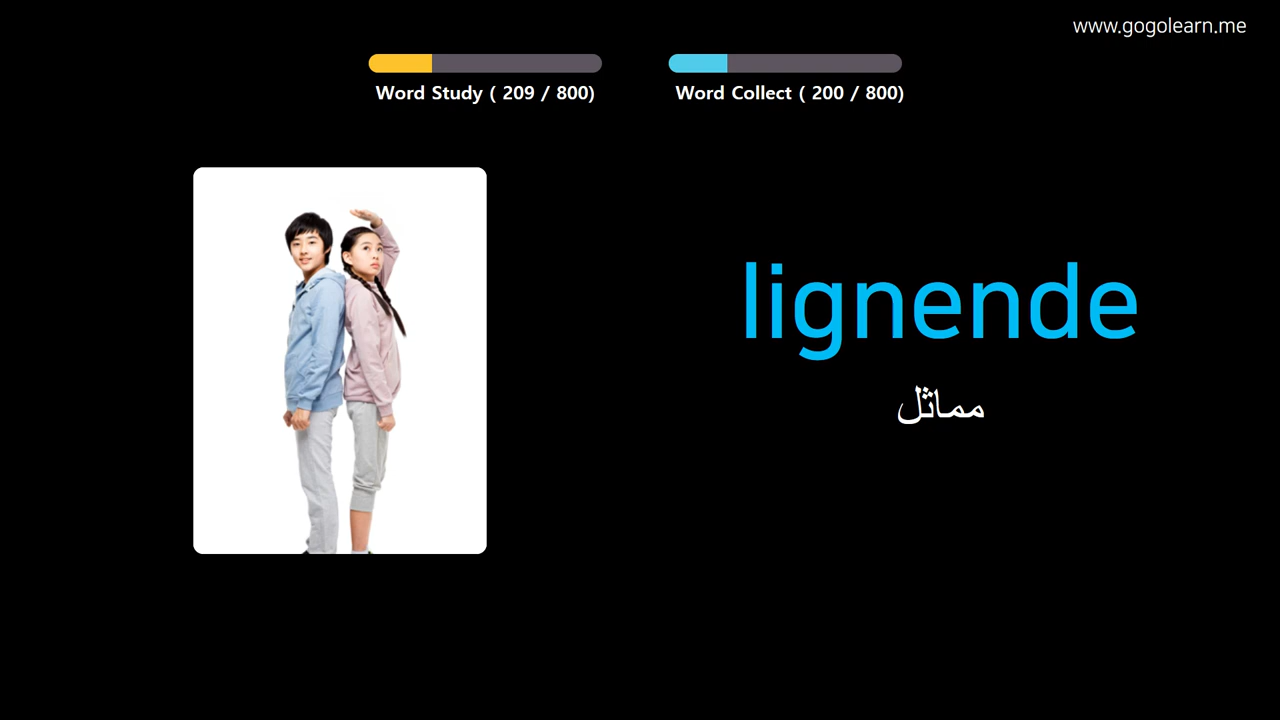 www.gogolearn.me
Word Study ( 209 / 800)
Word Collect ( 200 / 800)
lignende
مماثل